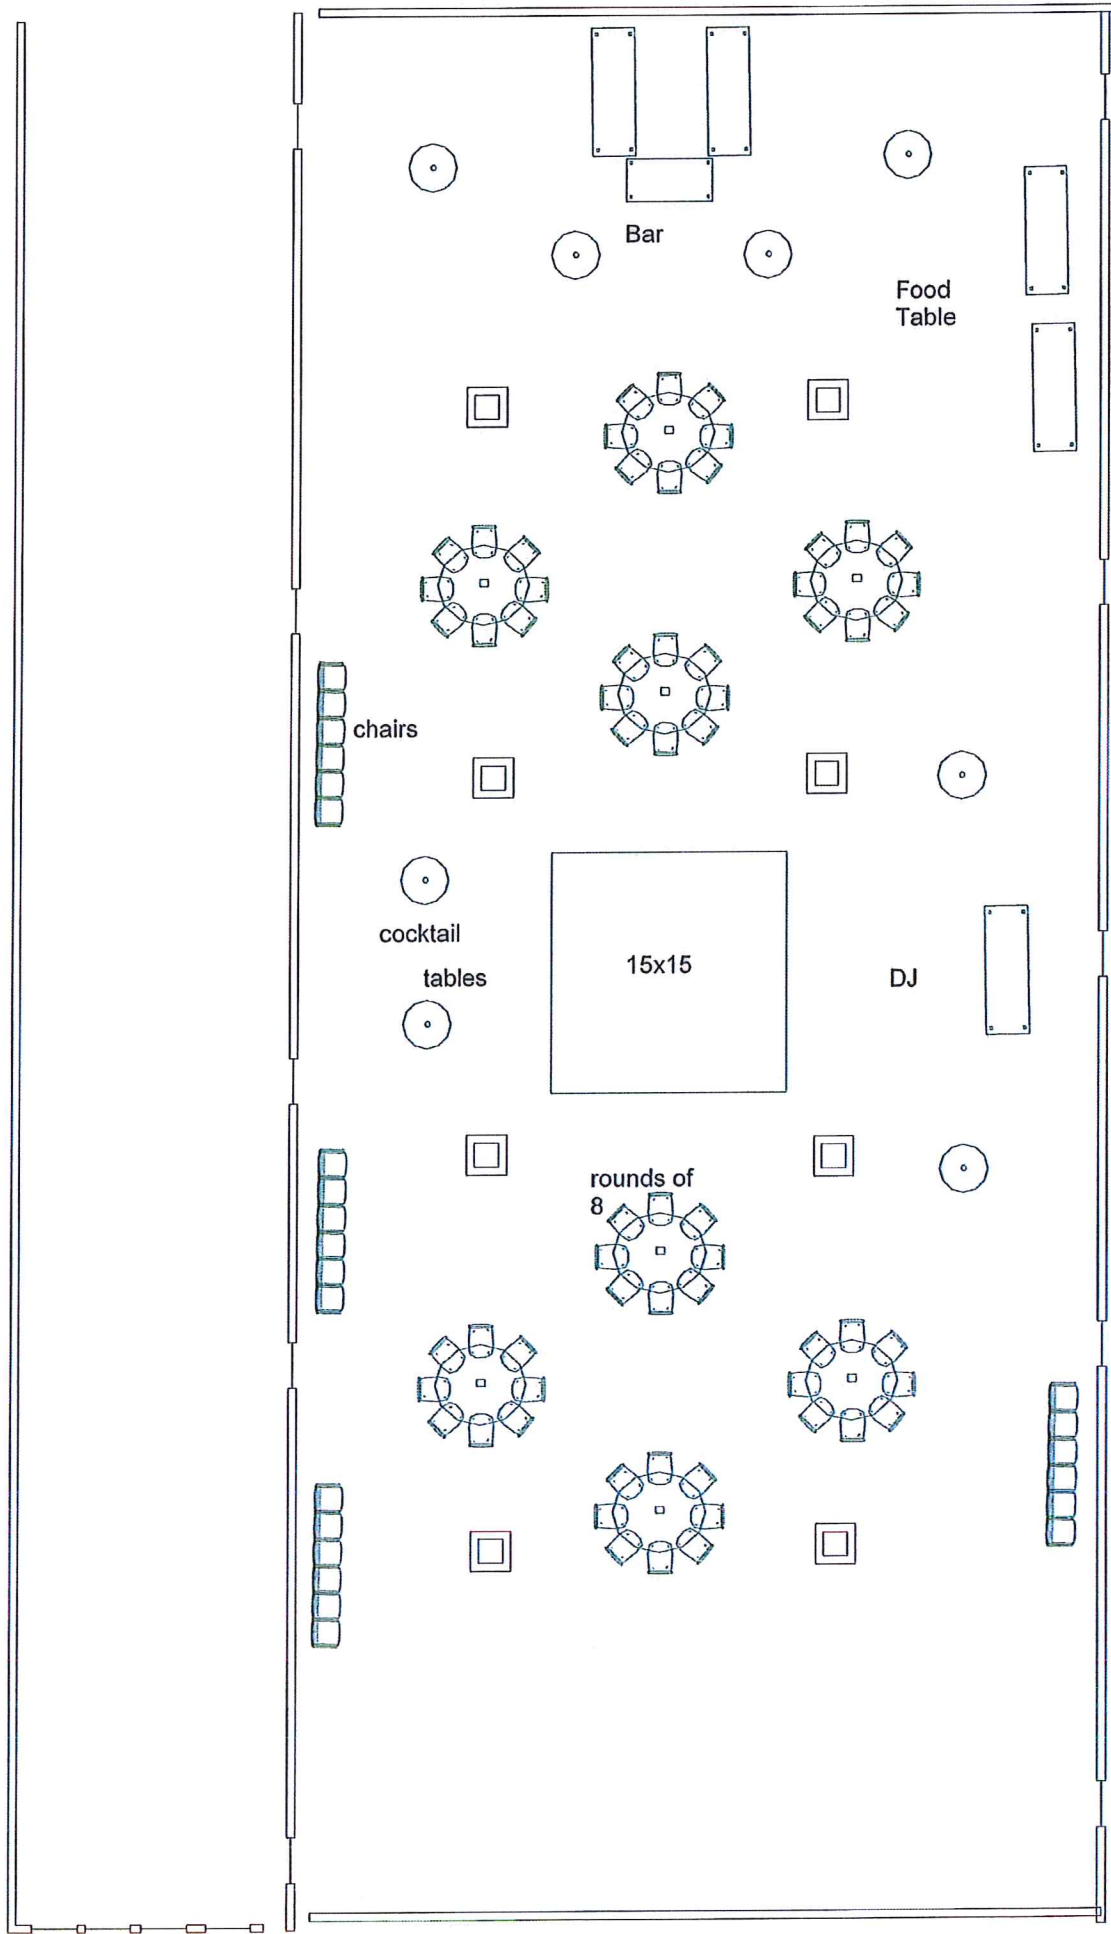 Bar
Food
Table
chairs
cocktail
tables
15x15
DJ
rounds of
8